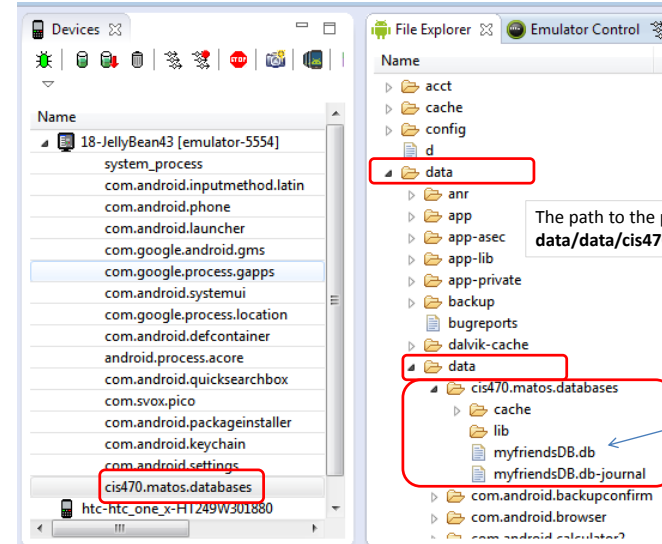 Devices
Name
18-JellyBean43 [emulator-5554]
system_process
com.android.inputmethod.latin
com.android.phone
com.android.launcher
com.google.android.gms
com.google.process.gapps
com.android.systemui
com.google.process.location
com.android.defcontainer
android.process.acore
com.android.quicksearchbox
com.svox.pico
com.android.packageinstaller
com.android.keychain
com.android.settings
cis470.matos.databases
htc-htc_one_x-HT249W301880
File Explorer
Emulator Control
Name
acct
cache
config
d
data
anr
app
app-asec
app-lib
app-private
backup
bugreports
dalvik-cache
data
cis470.matos.databases
cache
lib
myfriendsDB.db
myfriendsDB.db-journal
com.android.backupconfirm
com.android.browser
com.android.calculator2
The path to the p
data/data/cis47